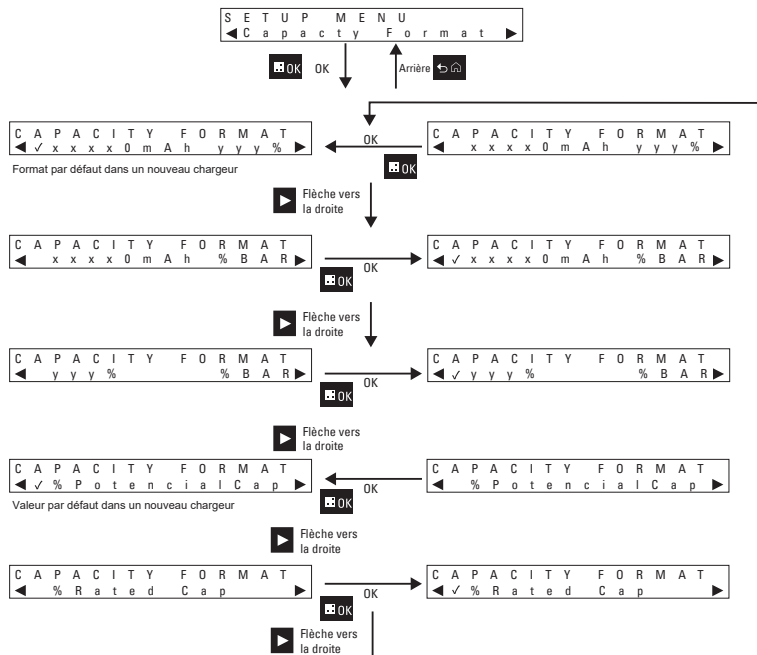 SETUP MENU
◀Capacty Format ▶
OK OK Arrière
CAPACITY FORMAT OK CAPACITY FORMAT
◀✓xxxx0mAh yyy%▶ ◀ xxxx0mAh yyy%▶
OK
Format par défaut dans un nouveau chargeur
▶ Flèche vers
la droite
CAPACITY FORMAT CAPACITY FORMAT
◀ xxxx0mAh %BAR▶ OK ◀✓xxxx0mAh %BAR▶
OK
▶ Flèche vers
la droite
CAPACITY FORMAT CAPACITY FORMAT
◀ yyy% %BAR▶ OK ◀✓yyy% %BAR▶
OK
▶ Flèche vers
la droite
CAPACITY FORMAT CAPACITY FORMAT
◀✓%PotencialCap▶ OK ◀ %PotencialCap▶
OK
Valeur par défaut dans un nouveau chargeur
▶ Flèche vers
la droite
CAPACITY FORMAT CAPACITY FORMAT
◀ %Rated Cap ▶ OK ◀✓%Rated Cap ▶
OK
▶ Flèche vers
la droite